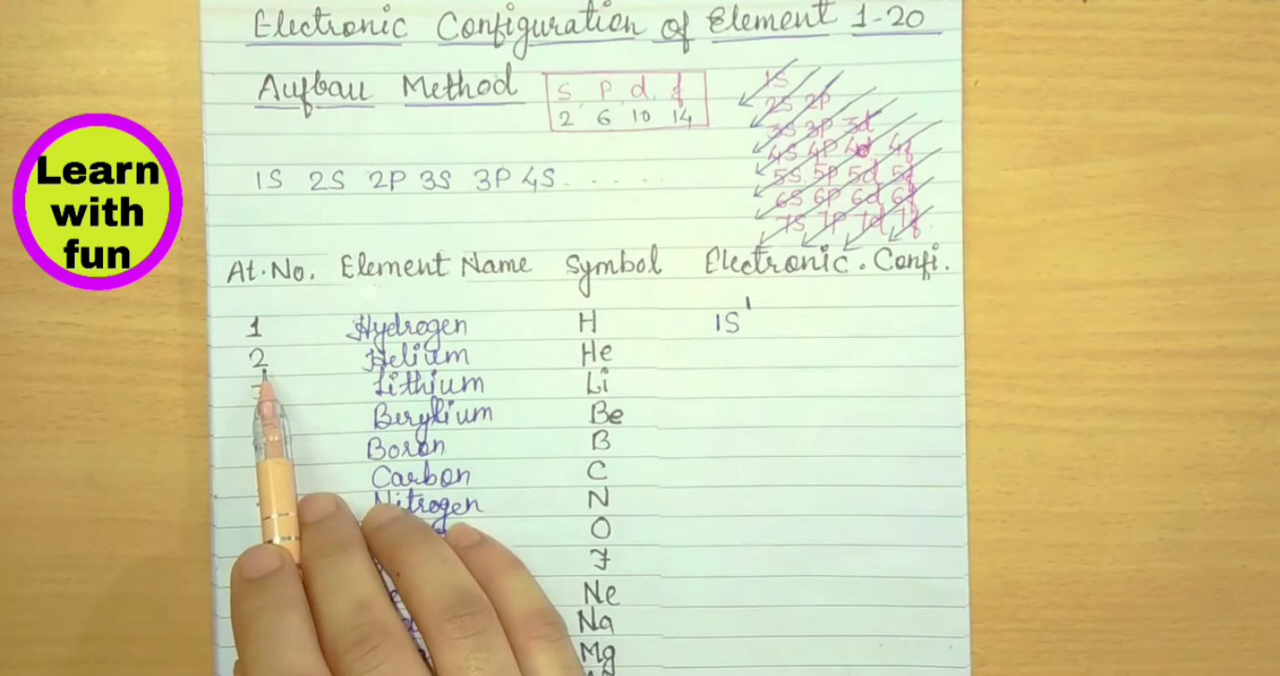 Electronic Configuration of Element 1-20
Aufbau Method
S, P, d, f
2 6 10 14
1S
2S 2P
3S 3P 3d
4S 4P 4d 4f
5S 5P 5d 5f
6S 6P 6d 6f
7S 7P 7d 7f
Learn
with
fun
1S 2S 2P 3S 3P 4S. . . . . .
At. No. Element Name Symbol Electronic. Confi.
1 Hydrogen H 1S¹
2 Helium He
Lithium Li
Berylium Be
Boron B
Carbon C
Nitrogen N
O
F
Ne
Na
Mg